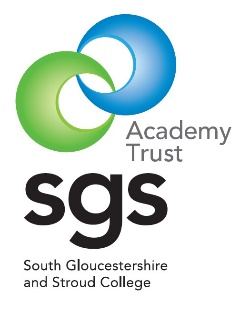 Academy
Trust
sgs
South Gloucestershire
and Stroud College